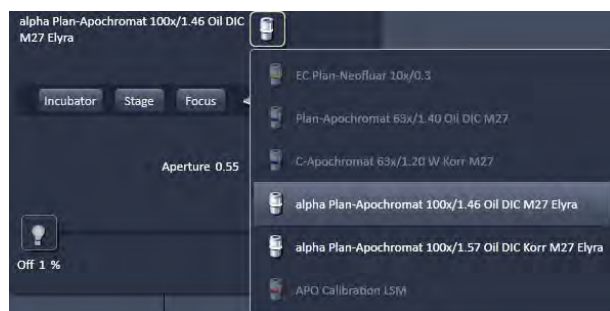 alpha Plan-Apochromat 100x/1.46 Oil DIC
M27 Elyra
Incubator Stage Focus
Aperture 0.55
Off 1 %
EC Plan-Neofluar 10x/0.3
Plan-Apochromat 63x/1.40 Oil DIC M27
C-Apochromat 63x/1.20 W Korr M27
alpha Plan-Apochromat 100x/1.46 Oil DIC M27 Elyra
alpha Plan-Apochromat 100x/1.57 Oil DIC Korr M27 Elyra
APO Calibration LSM